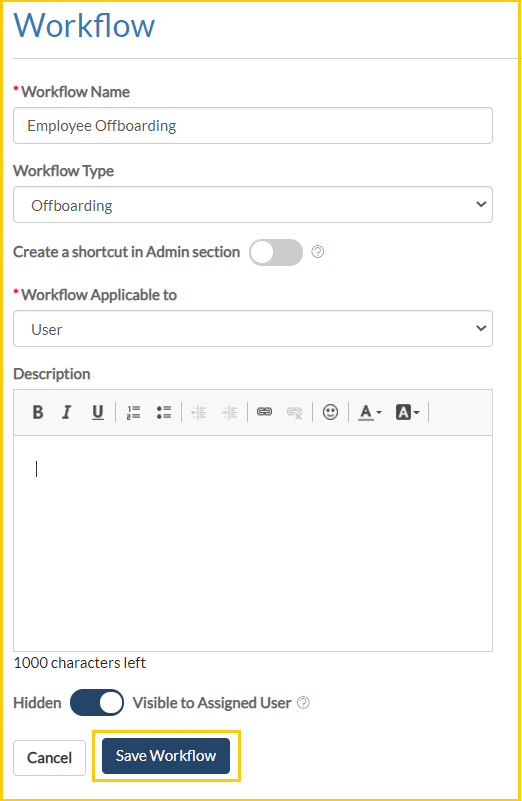 Workflow
* Workflow Name
Employee Offboarding
Workflow Type
Offboarding
Create a shortcut in Admin section ?
* Workflow Applicable to
User
Description
B I U A A
1000 characters left
Hidden Visible to Assigned User ?
Cancel Save Workflow